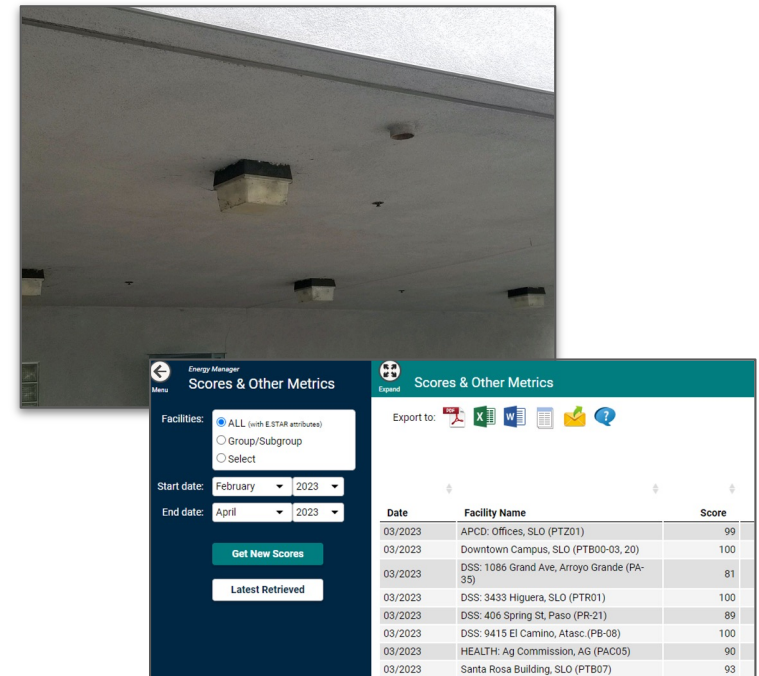 Menu
Energy Manager
Scores & Other Metrics
Facilities:
ALL (with E.STAR attributes)
Group/Subgroup
Select
Start date: February 2023
End date: April 2023
Get New Scores
Latest Retrieved
Expand
Scores & Other Metrics
Export to:
Date Facility Name Score
03/2023 APCD: Offices, SLO (PTZ01) 99
03/2023 Downtown Campus, SLO (PTB00-03, 20) 100
03/2023 DSS: 1086 Grand Ave, Arroyo Grande (PA-
35) 81
03/2023 DSS: 3433 Higuera, SLO (PTR01) 100
03/2023 DSS: 406 Spring St, Paso (PR-21) 89
03/2023 DSS: 9415 El Camino, Atasc.(PB-08) 100
03/2023 HEALTH: Ag Commission, AG (PAC05) 90
03/2023 Santa Rosa Building, SLO (PTB07) 93